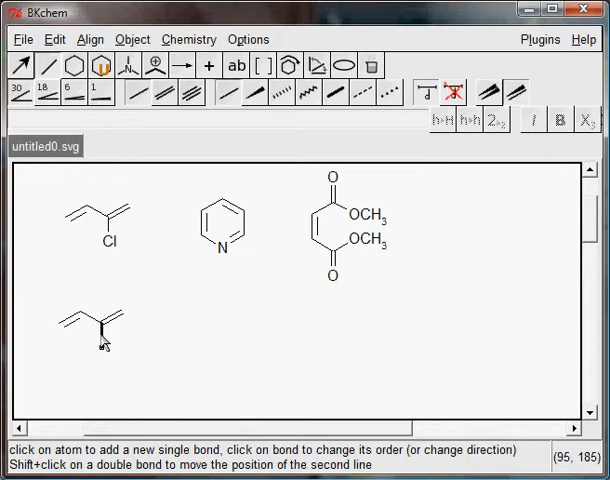 BKchem
File Edit Align Object Chemistry Options Plugins Help
N + ab [ ]
30 18 6 1
I B X₂
untitled0.svg
O
OCH₃
Cl N OCH₃
O
click on atom to add a new single bond, click on bond to change its order (or change direction)
Shift+click on a double bond to move the position of the second line
(95, 185)